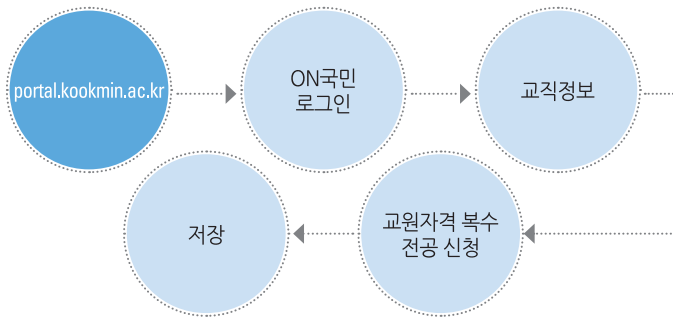 portal.kookmin.ac.kr
ON국민
로그인
교직정보
교원자격 복수
전공 신청
저장